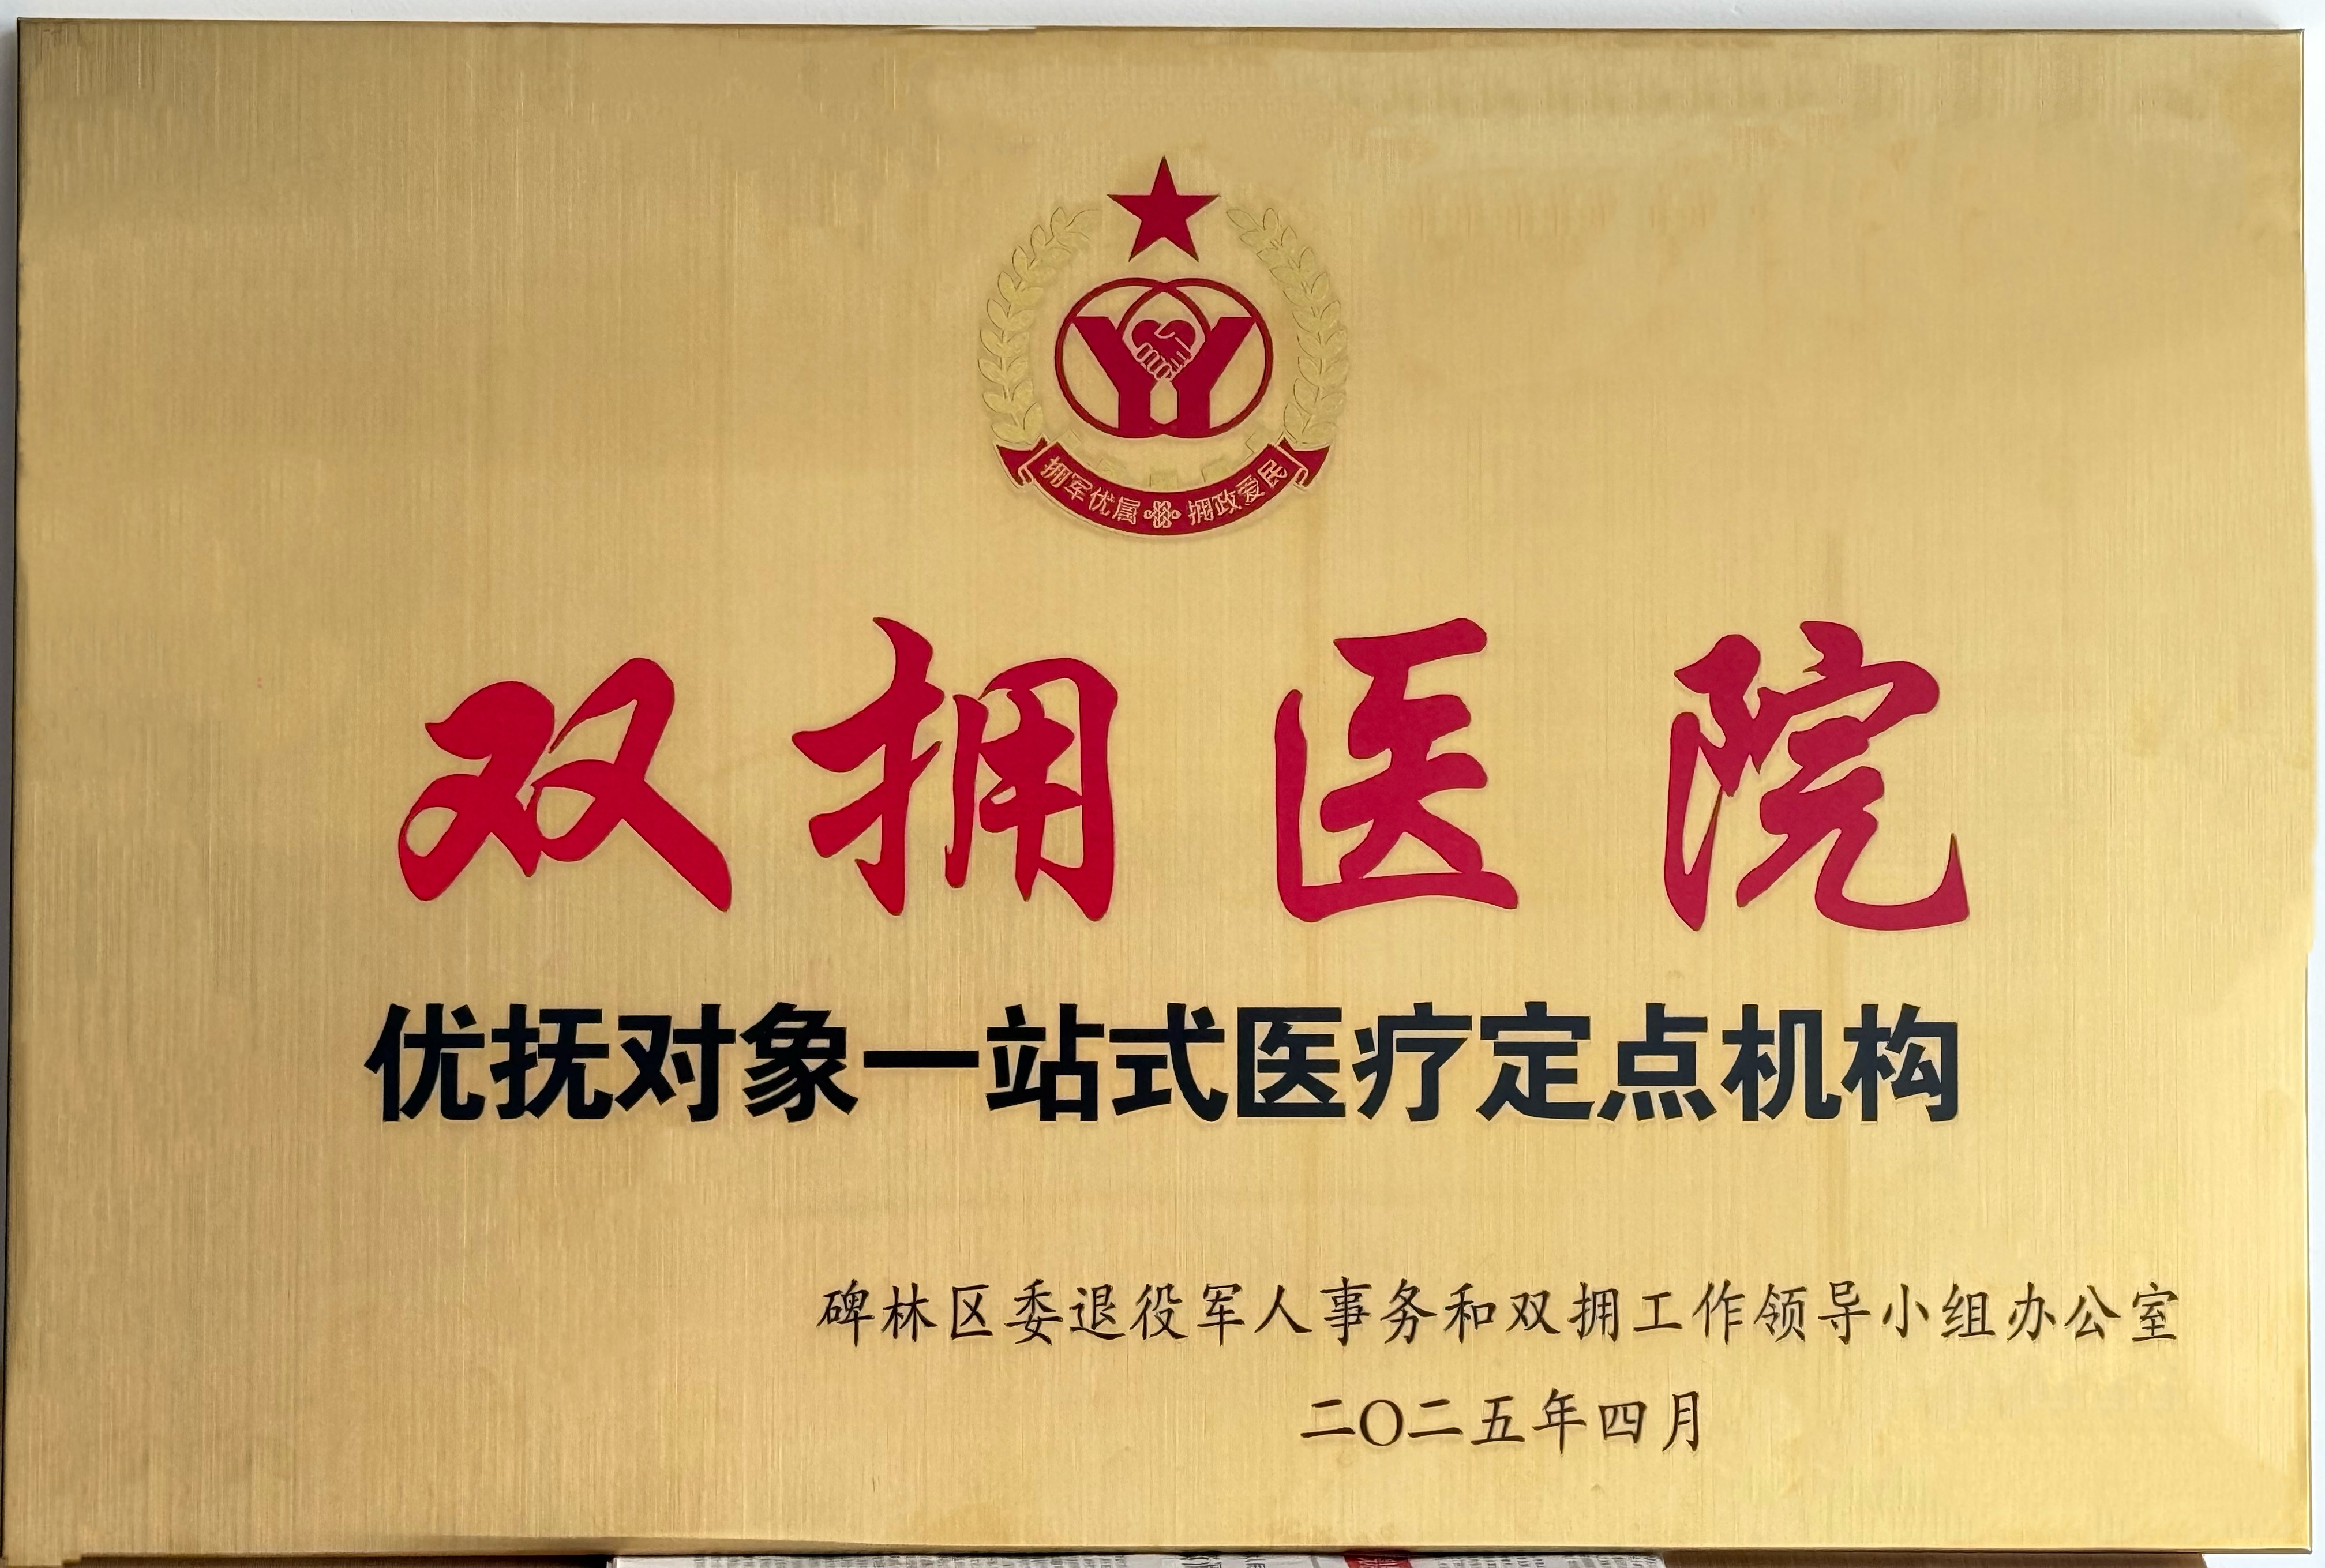 拥军优属 拥政爱民
双拥医院
优抚对象一站式医疗定点机构
碑林区委退役军人事务和双拥工作领导小组办公室
二〇二五年四月